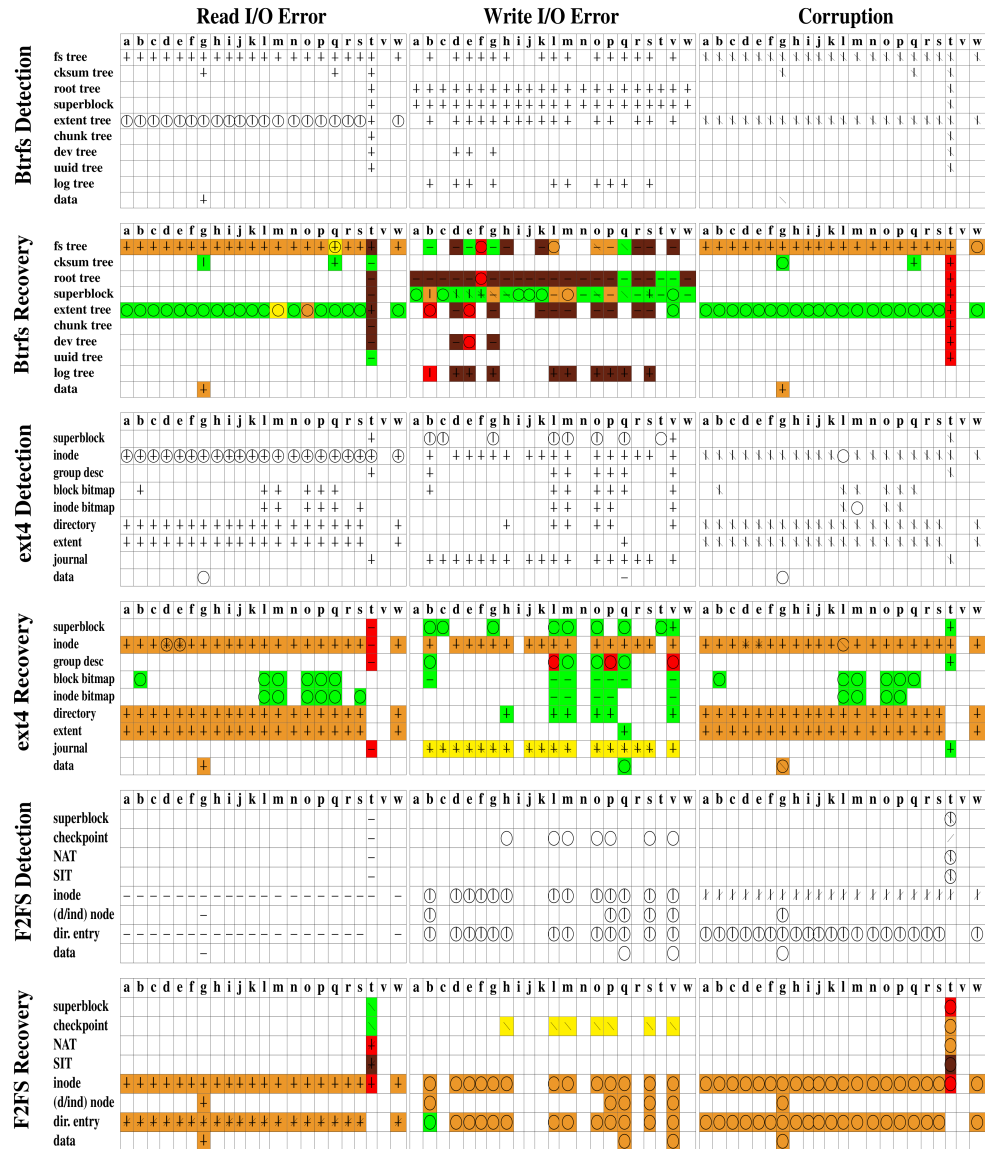 Read I/O Error Write I/O Error Corruption
Btrfs Detection
a b c d e f g h i j k l m n o p q r s t v w a b c d e f g h i j k l m n o p q r s t v w a b c d e f g h i j k l m n o p q r s t v w
fs tree
cksum tree
root tree
superblock
extent tree
chunk tree
dev tree
uuid tree
log tree
data
Btrfs Recovery
a b c d e f g h i j k l m n o p q r s t v w a b c d e f g h i j k l m n o p q r s t v w a b c d e f g h i j k l m n o p q r s t v w
fs tree
cksum tree
root tree
superblock
extent tree
chunk tree
dev tree
uuid tree
log tree
data
ext4 Detection
a b c d e f g h i j k l m n o p q r s t v w a b c d e f g h i j k l m n o p q r s t v w a b c d e f g h i j k l m n o p q r s t v w
superblock
inode
group desc
block bitmap
inode bitmap
directory
extent
journal
data
ext4 Recovery
a b c d e f g h i j k l m n o p q r s t v w a b c d e f g h i j k l m n o p q r s t v w a b c d e f g h i j k l m n o p q r s t v w
superblock
inode
group desc
block bitmap
inode bitmap
directory
extent
journal
data
F2FS Detection
a b c d e f g h i j k l m n o p q r s t v w a b c d e f g h i j k l m n o p q r s t v w a b c d e f g h i j k l m n o p q r s t v w
superblock
checkpoint
NAT
SIT
inode
(d/ind) node
dir. entry
data
F2FS Recovery
a b c d e f g h i j k l m n o p q r s t v w a b c d e f g h i j k l m n o p q r s t v w a b c d e f g h i j k l m n o p q r s t v w
superblock
checkpoint
NAT
SIT
inode
(d/ind) node
dir. entry
data